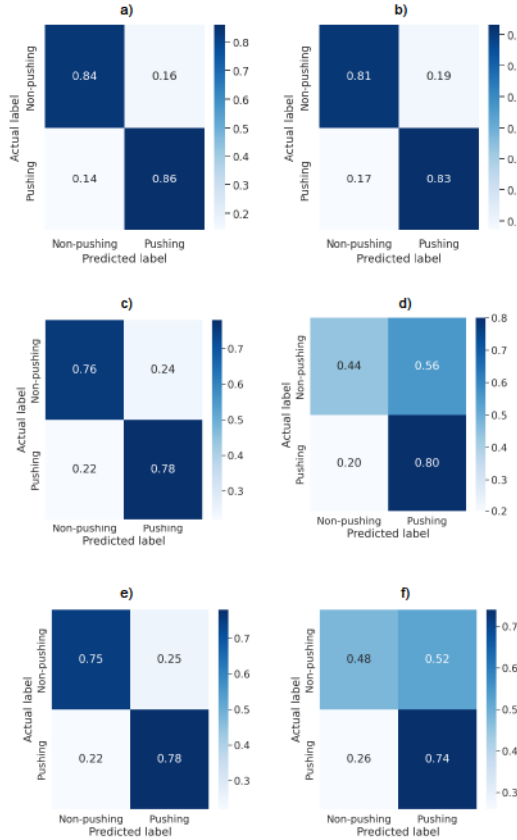 a)
Actual label
Non-pushing
Pushing
0.84 0.16
0.14 0.86
Non-pushing Pushing
Predicted label
0.8
0.7
0.6
0.5
0.4
0.3
0.2
b)
Actual label
Non-pushing
Pushing
0.81 0.19
0.17 0.83
Non-pushing Pushing
Predicted label
c)
Actual label
Non-pushing
Pushing
0.76 0.24
0.22 0.78
Non-pushing Pushing
Predicted label
0.7
0.6
0.5
0.4
0.3
d)
Actual label
Non-pushing
Pushing
0.44 0.56
0.20 0.80
Non-pushing Pushing
Predicted label
0.8
0.7
0.6
0.5
0.4
0.3
0.2
e)
Actual label
Non-pushing
Pushing
0.75 0.25
0.22 0.78
Non-pushing Pushing
Predicted label
0.7
0.6
0.5
0.4
0.3
f)
Actual label
Non-pushing
Pushing
0.48 0.52
0.26 0.74
Non-pushing Pushing
Predicted label
0.7
0.6
0.5
0.4
0.3